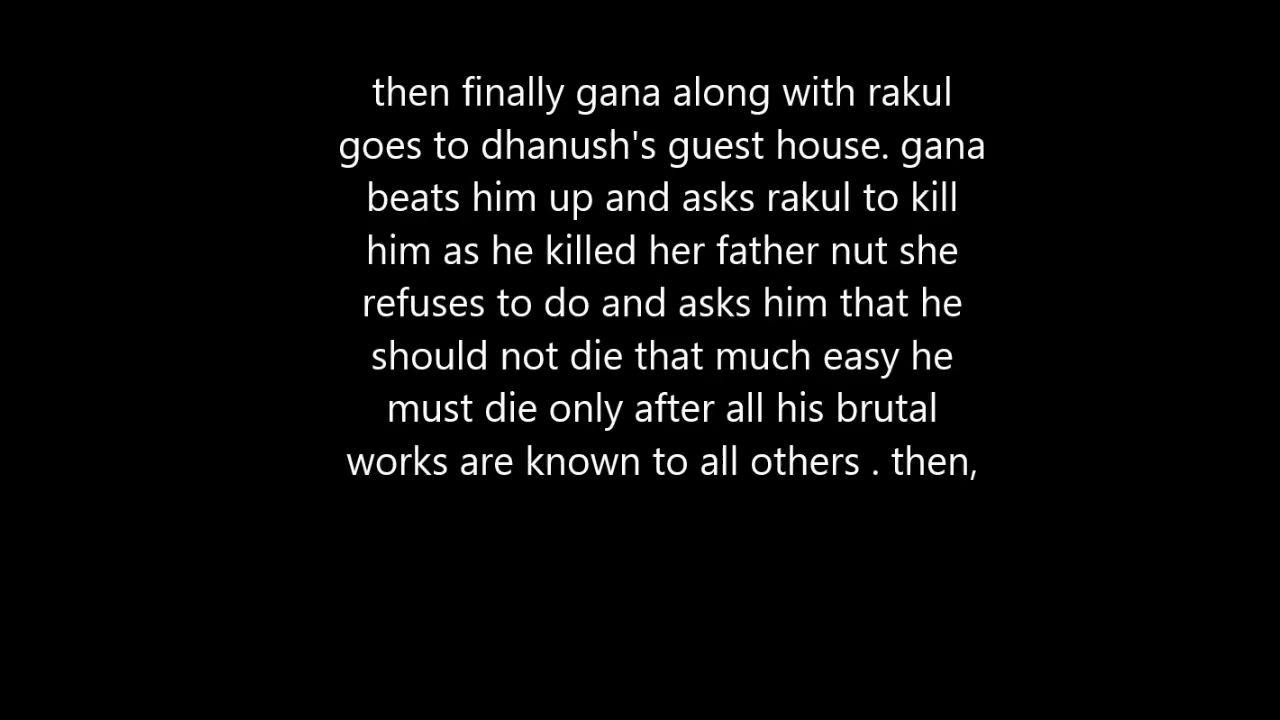 then finally gana along with rakul
goes to dhanush's guest house. gana
beats him up and asks rakul to kill
him as he killed her father nut she
refuses to do and asks him that he
should not die that much easy he
must die only after all his brutal
works are known to all others . then,